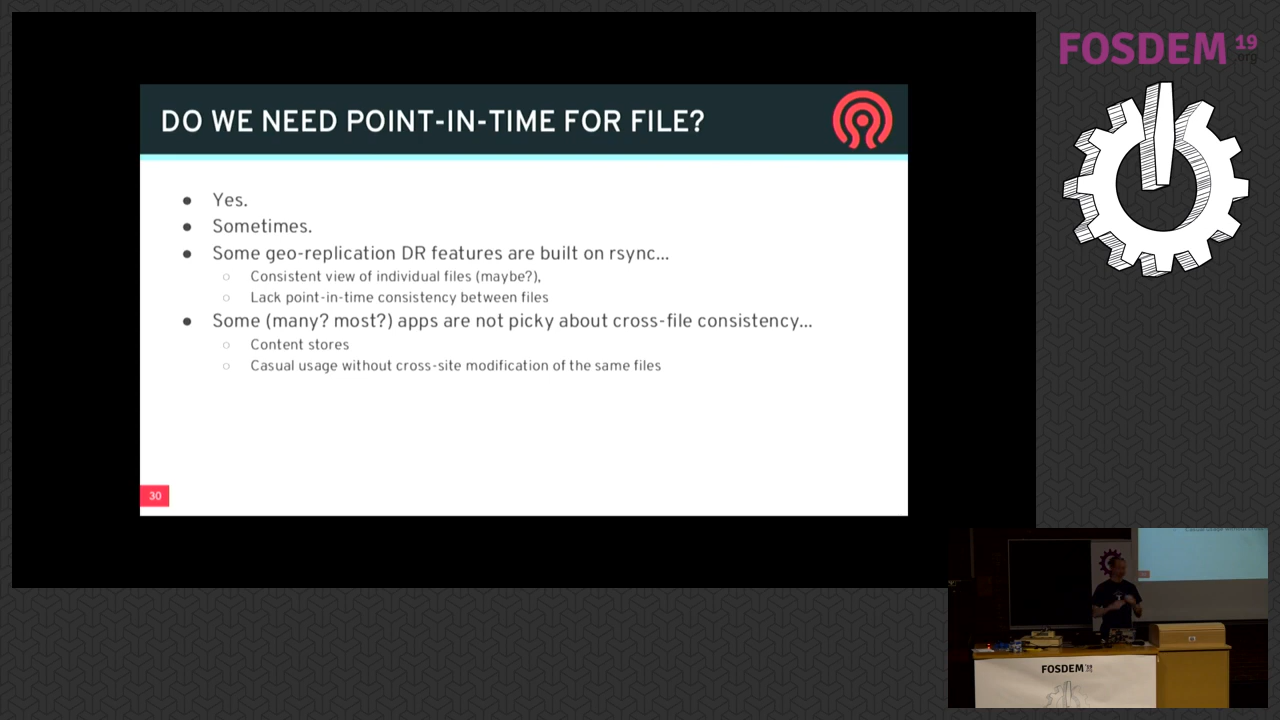 FOSDEM 19
.org
DO WE NEED POINT-IN-TIME FOR FILE?
● Yes.
● Sometimes.
● Some geo-replication DR features are built on rsync...
○ Consistent view of individual files (maybe?),
○ Lack point-in-time consistency between files
● Some (many? most?) apps are not picky about cross-file consistency...
○ Content stores
○ Casual usage without cross-site modification of the same files
30
FOSDEM 19